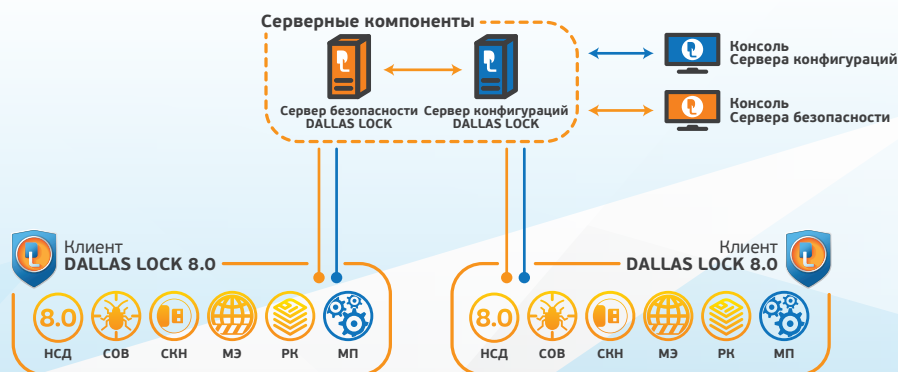 Серверные компоненты
Сервер безопасности
DALLAS LOCK
Сервер конфигураций
DALLAS LOCK
Консоль
Сервера конфигураций
Консоль
Сервера безопасности
Клиент
DALLAS LOCK 8.0
8.0
НСД
СОВ
СКН
МЭ
РК
МП
Клиент
DALLAS LOCK 8.0
8.0
НСД
СОВ
СКН
МЭ
РК
МП